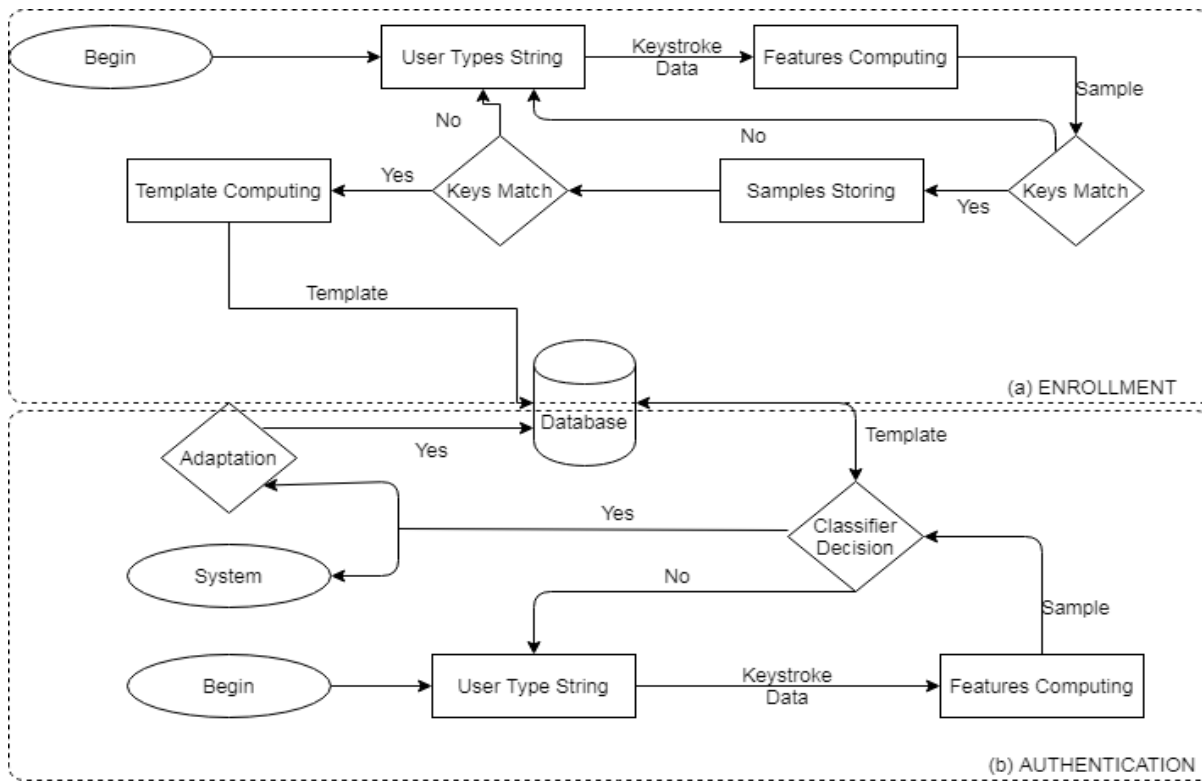 Begin
User Types String
Keystroke
Data
Features Computing
Sample
No
No
Template Computing
Yes
Keys Match
Samples Storing
Yes
Keys Match
Template
(a) ENROLLMENT
Database
Adaptation
Yes
Template
Yes
Classifier
Decision
System
No
Sample
Begin
User Type String
Keystroke
Data
Features Computing
(b) AUTHENTICATION